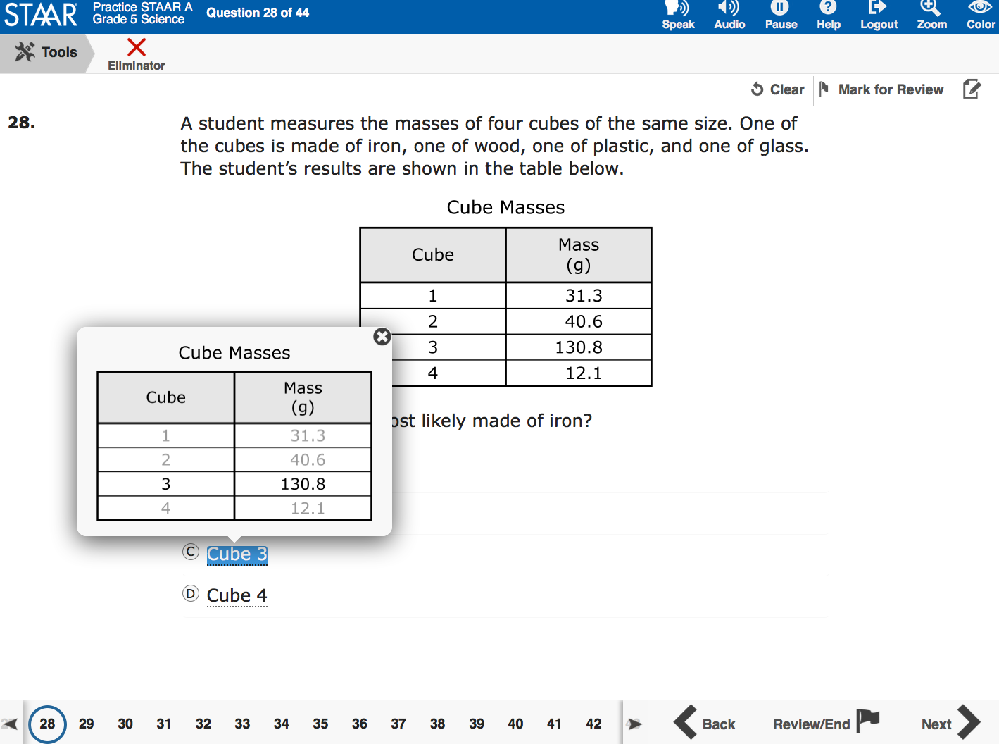 STAAR
Practice STAAR A
Grade 5 Science
Question 28 of 44
Speak
Audio
Pause
Help
Logout
Zoom
Color
Tools
Eliminator
Clear
Mark for Review
28.
A student measures the masses of four cubes of the same size. One of
the cubes is made of iron, one of wood, one of plastic, and one of glass.
The student's results are shown in the table below.
Cube Masses
Cube Mass (g)
1 31.3
2 40.6
3 130.8
4 12.1
Cube Masses
Cube Mass (g)
1 31.3
2 40.6
3 130.8
4 12.1
likely made of iron?
C Cube 3
D Cube 4
28 29 30 31 32 33 34 35 36 37 38 39 40 41 42
Back
Review/End
Next